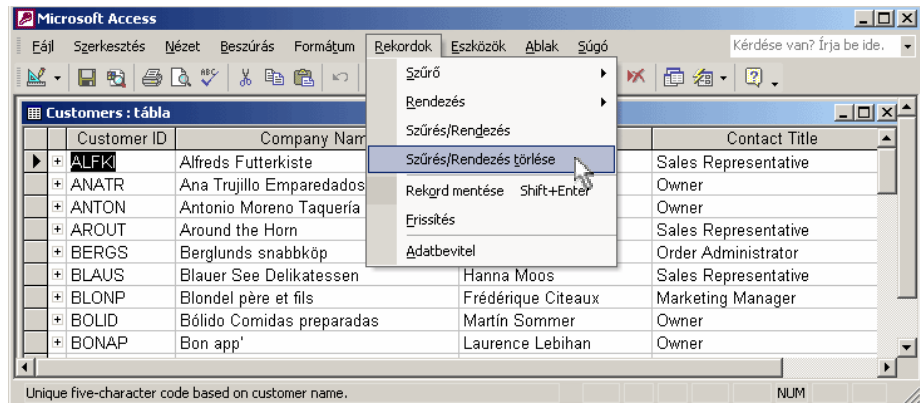 Microsoft Access
Fájl Szerkesztés Nézet Beszúrás Formátum Rekordok Eszközök Ablak Súgó Kérdése van? Írja be ide.
Szűrő
Rendezés
Szűrés/Rendezés
Szűrés/Rendezés törlése
Rekord mentése Shift+Enter
Frissítés
Adatbevitel
Customers : tábla
Customer ID Company Nam Contact Title
ALFKI Alfreds Futterkiste Sales Representative
ANATR Ana Trujillo Emparedados Owner
ANTON Antonio Moreno Taquería Owner
AROUT Around the Horn Sales Representative
BERGS Berglunds snabbköp Order Administrator
BLAUS Blauer See Delikatessen Hanna Moos Sales Representative
BLONP Blondel père et fils Frédérique Citeaux Marketing Manager
BOLID Bólido Comidas preparadas Martín Sommer Owner
BONAP Bon app' Laurence Lebihan Owner
Unique five-character code based on customer name. NUM